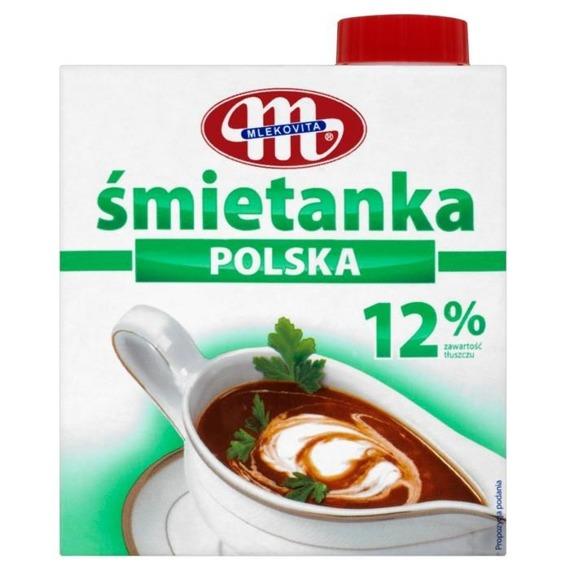 MLEKOVITA
®
śmietanka
POLSKA
12%
zawartość
tłuszczu
Propozycja podania